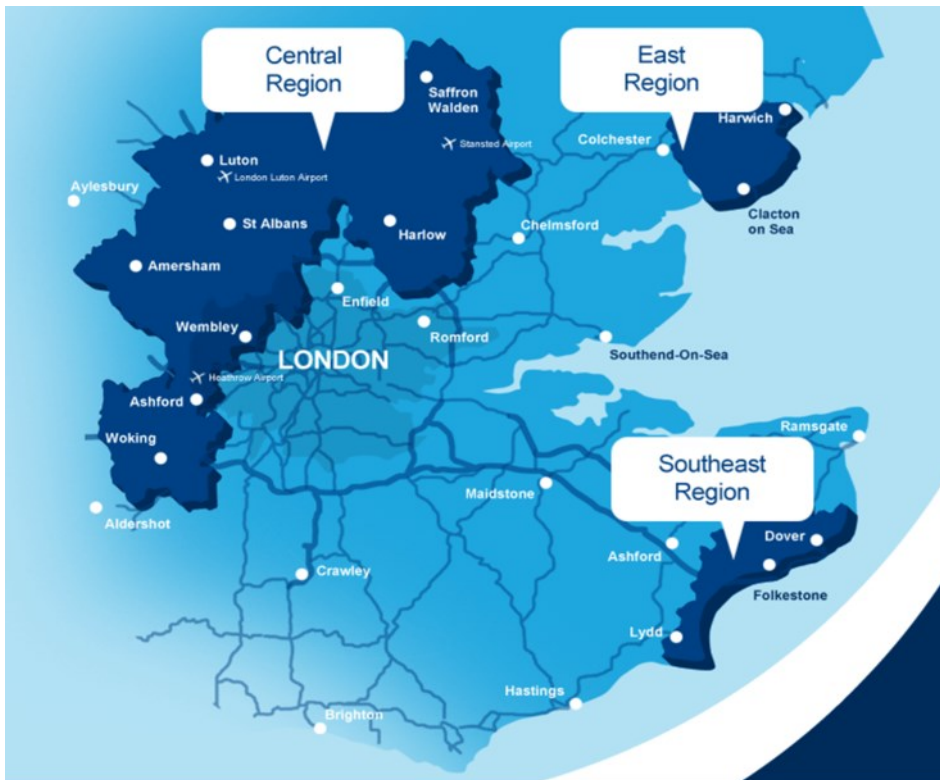 Central
Region
East
Region
Saffron
Walden
Harwich
Colchester
Stansted Airport
Luton
London Luton Airport
Aylesbury
Clacton
on Sea
St Albans
Harlow
Chelmsford
Amersham
Enfield
Wembley
Romford
LONDON
Southend-On-Sea
Heathrow Airport
Ashford
Ramsgate
Woking
Southeast
Region
Maidstone
Aldershot
Dover
Ashford
Crawley
Folkestone
Lydd
Hastings
Brighton